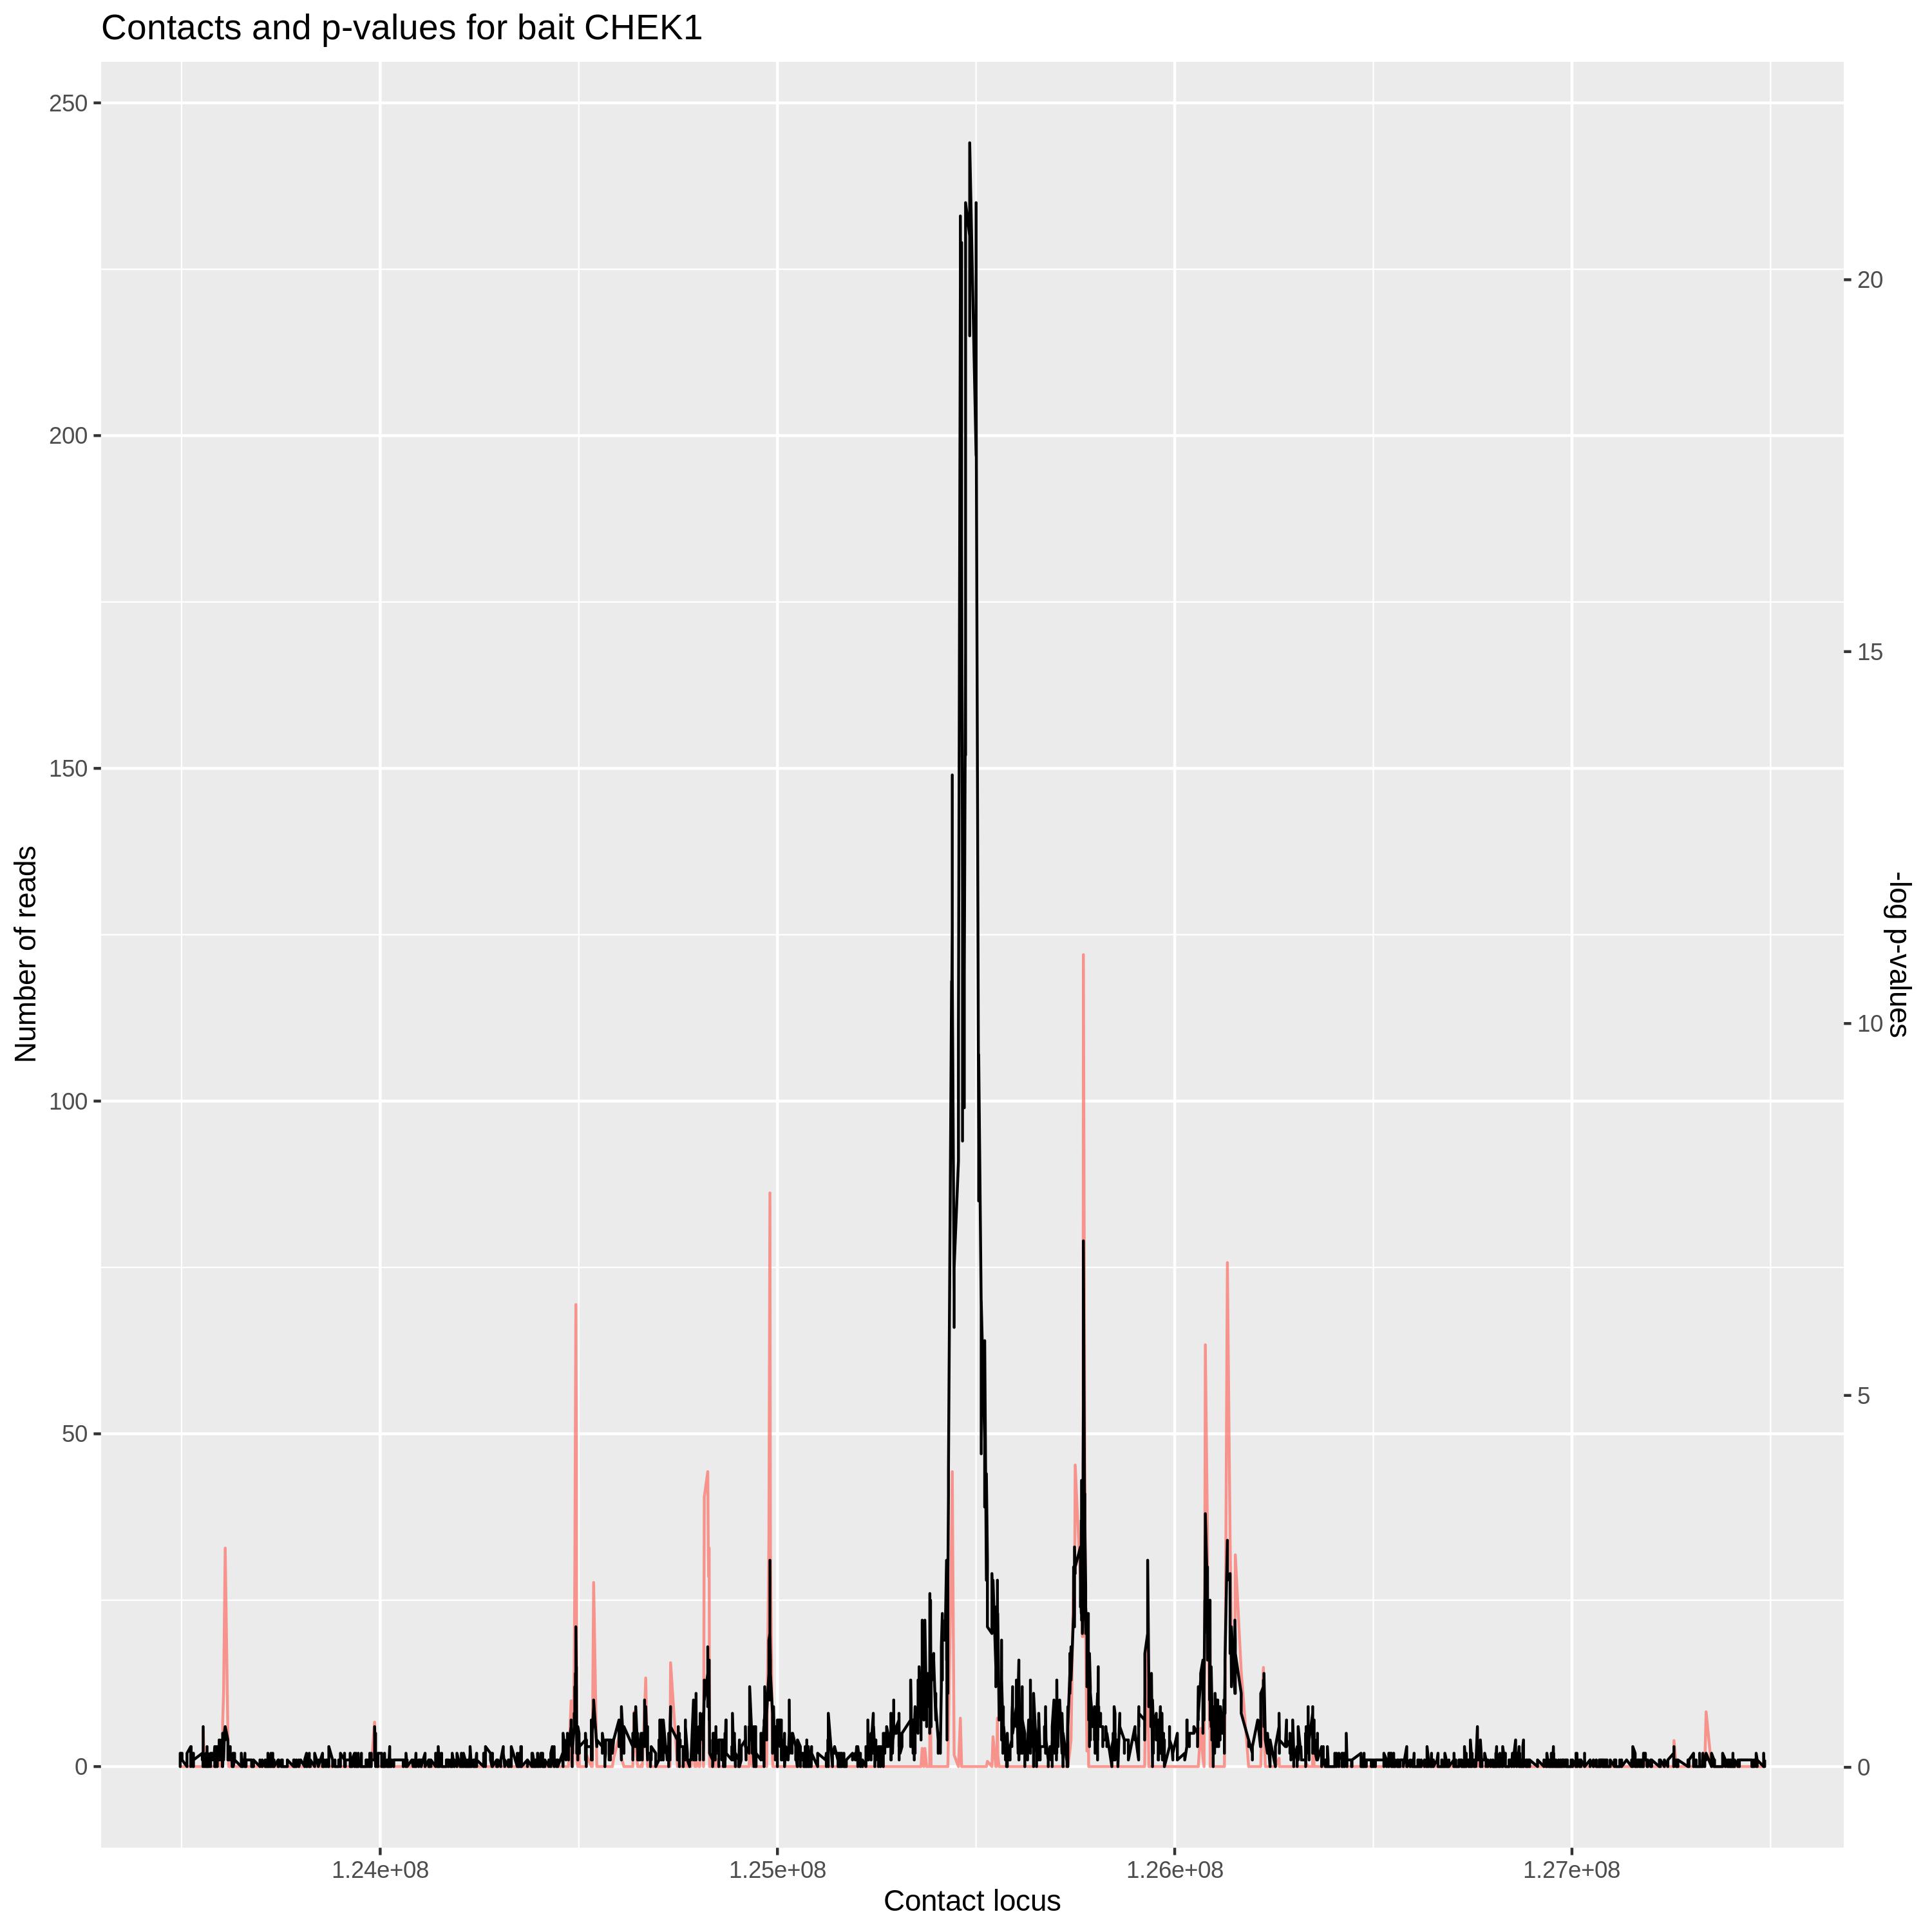 Contacts and p-values for bait CHEK1
250
200
150
100
50
0
Number of reads
20
15
10
5
0
-log p-values
1.24e+08
1.25e+08
1.26e+08
1.27e+08
Contact locus